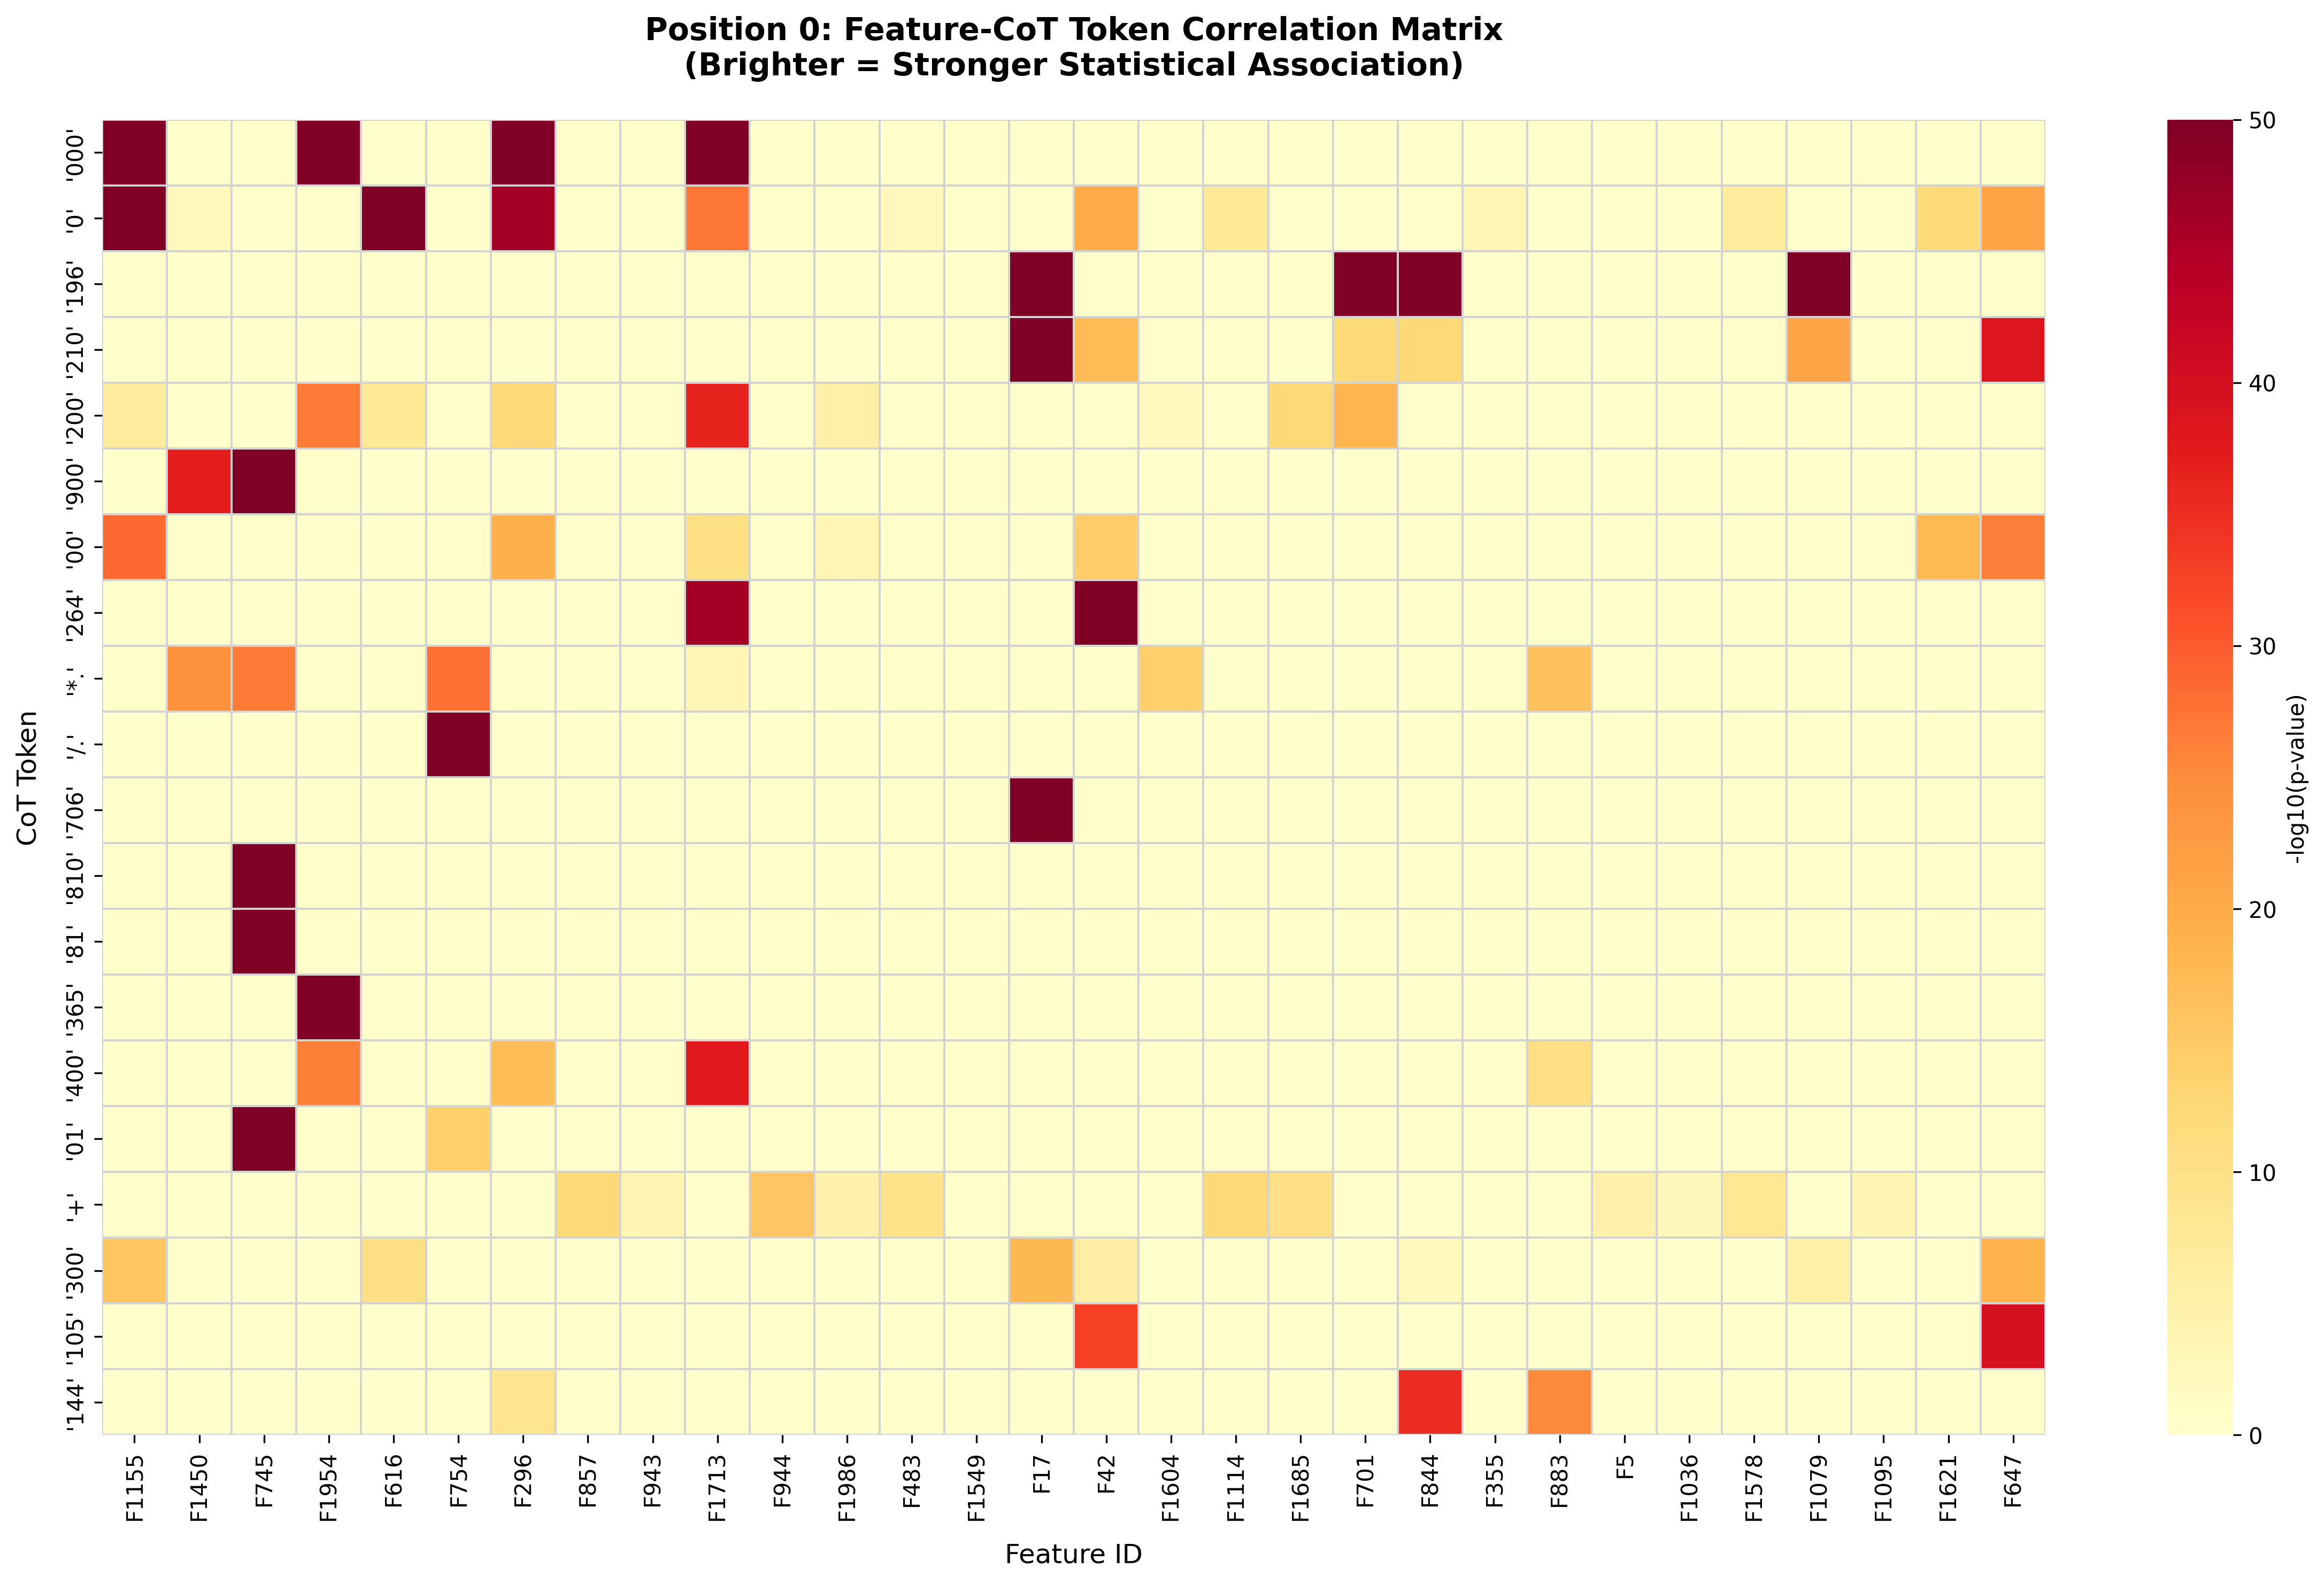 Position 0: Feature-CoT Token Correlation Matrix
(Brighter = Stronger Statistical Association)
CoT Token
'000'
'0'
'196'
'210'
'200'
'900'
'00'
'264'
'*.'
'/.'
'706'
'810'
'81'
'365'
'400'
'01'
'+'
'300'
'105'
'144'
F1155
F1450
F745
F1954
F616
F754
F296
F857
F943
F1713
F944
F1986
F483
F1549
F17
F42
F1604
F1114
F1685
F701
F844
F355
F883
F5
F1036
F1578
F1079
F1095
F1621
F647
Feature ID
50
40
30
20
10
0
-log10(p-value)